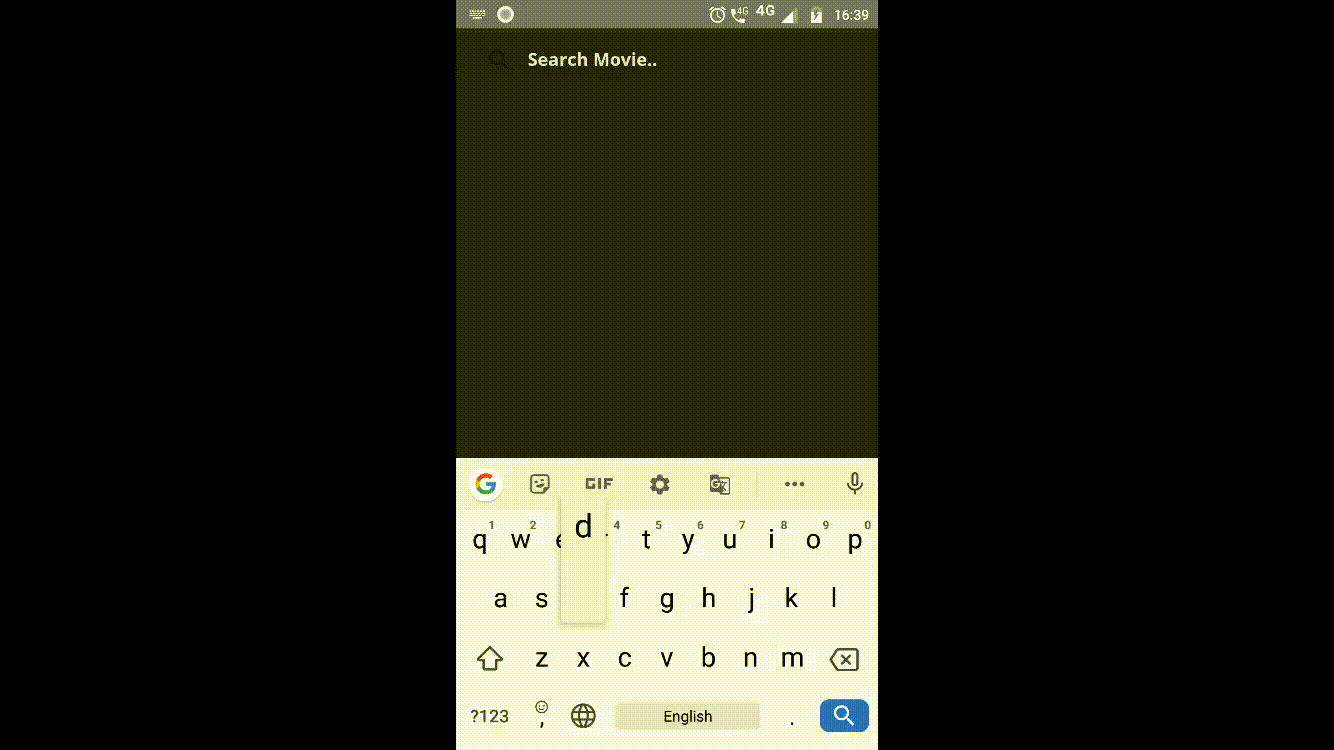 4G 4G 16:39
Search Movie..
G GIF G
1 2 4 5 6 7 8 9 0
q w e d t y u i o p
a s f g h j k l
z x c v b n m
?123 , English .